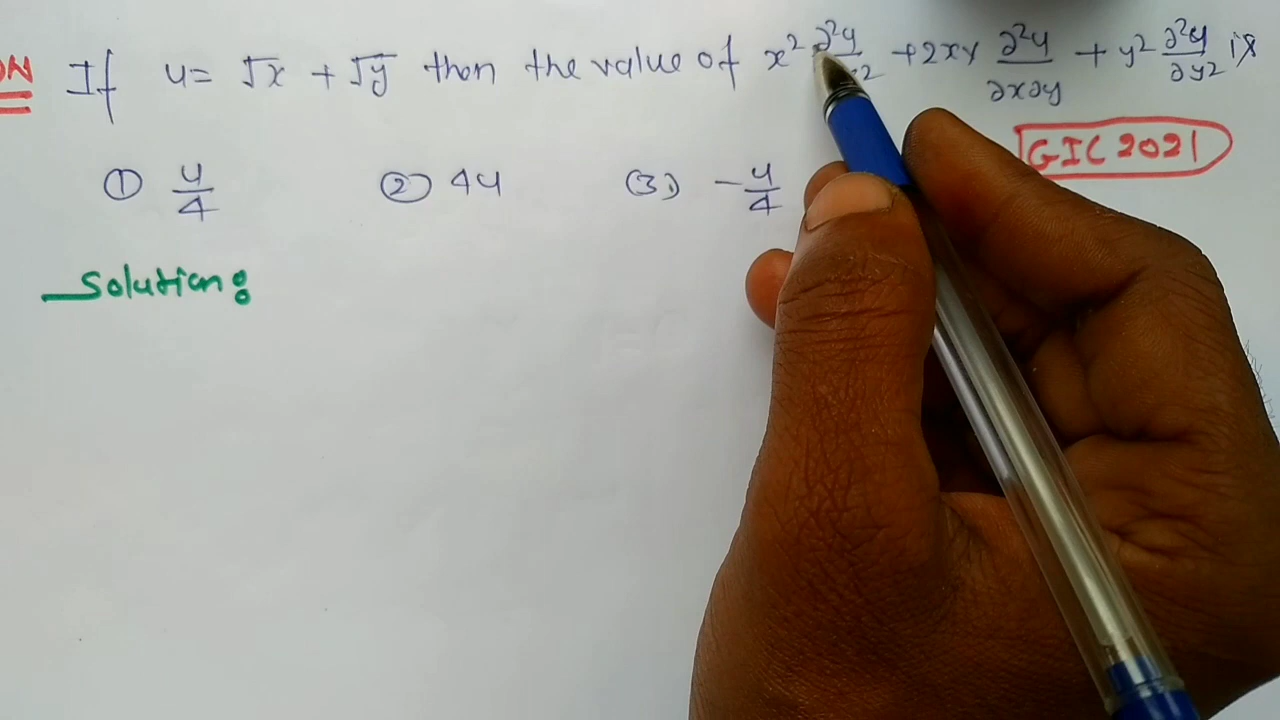 ON If u = √x + √y then the value of x² ∂²u/∂x² + 2xy ∂²u/∂x∂y + y² ∂²u/∂y² is
GIC 2021
① u/4 ② 4u (3) -u/4
Solution: